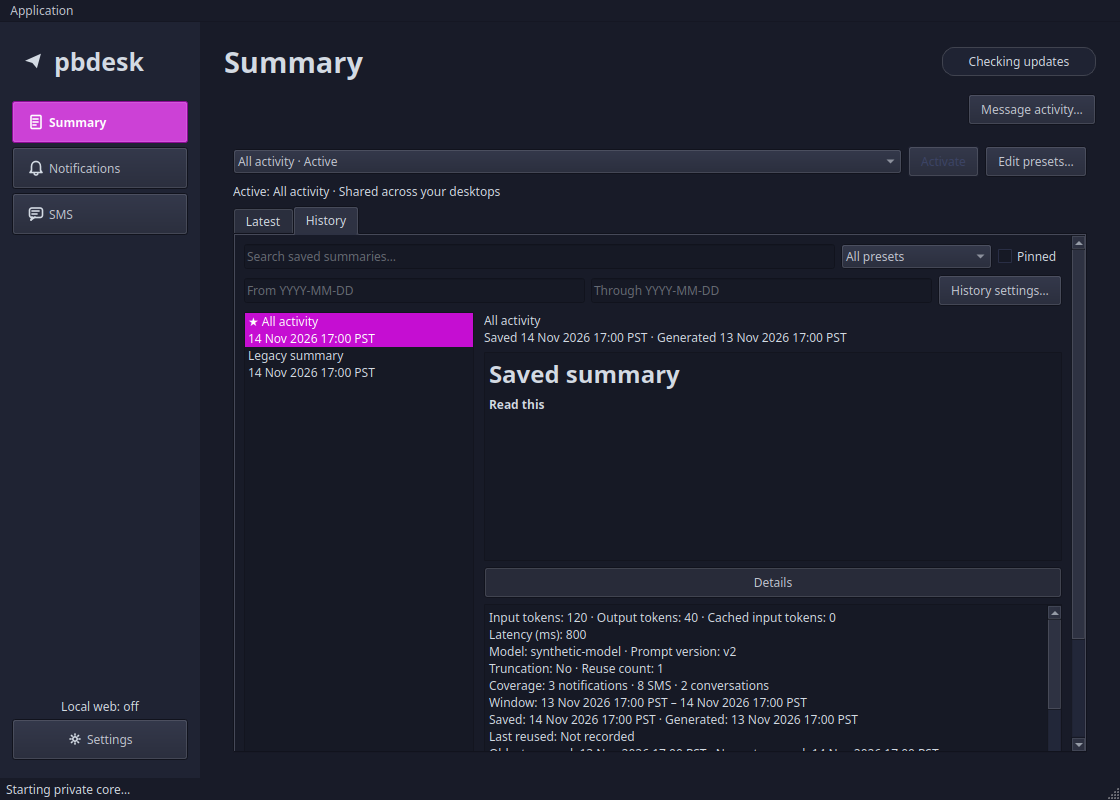 Application
pbdesk
Summary
Notifications
SMS
Local web: off
Settings
Starting private core...
Summary
Checking updates
Message activity...
All activity · Active
Activate
Edit presets...
Active: All activity · Shared across your desktops
Latest
History
Search saved summaries...
All presets
Pinned
From YYYY-MM-DD
Through YYYY-MM-DD
History settings...
★ All activity
14 Nov 2026 17:00 PST
Legacy summary
14 Nov 2026 17:00 PST
All activity
Saved 14 Nov 2026 17:00 PST · Generated 13 Nov 2026 17:00 PST
Saved summary
Read this
Details
Input tokens: 120 · Output tokens: 40 · Cached input tokens: 0
Latency (ms): 800
Model: synthetic-model · Prompt version: v2
Truncation: No · Reuse count: 1
Coverage: 3 notifications · 8 SMS · 2 conversations
Window: 13 Nov 2026 17:00 PST – 14 Nov 2026 17:00 PST
Saved: 14 Nov 2026 17:00 PST · Generated: 13 Nov 2026 17:00 PST
Last reused: Not recorded